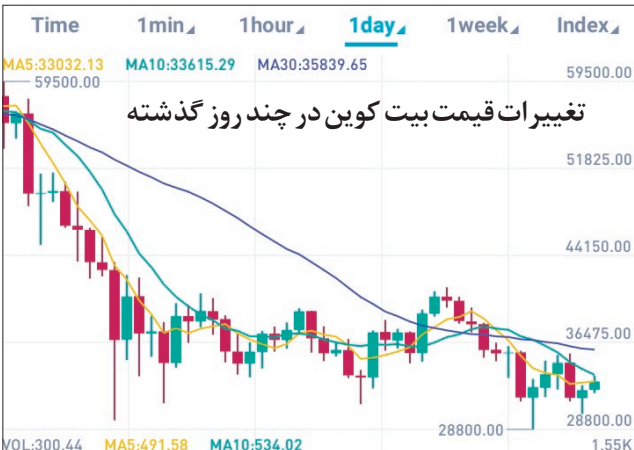 Time 1min 1hour 1day 1week Index
MA5:33032.13 MA10:33615.29 MA30:35839.65
59500.00 59500.00
تغییرات قیمت بیت کوین در چند روز گذشته
51825.00
44150.00
36475.00
28800.00 28800.00
VOL:300.44 MA5:491.58 MA10:534.02 1.55K